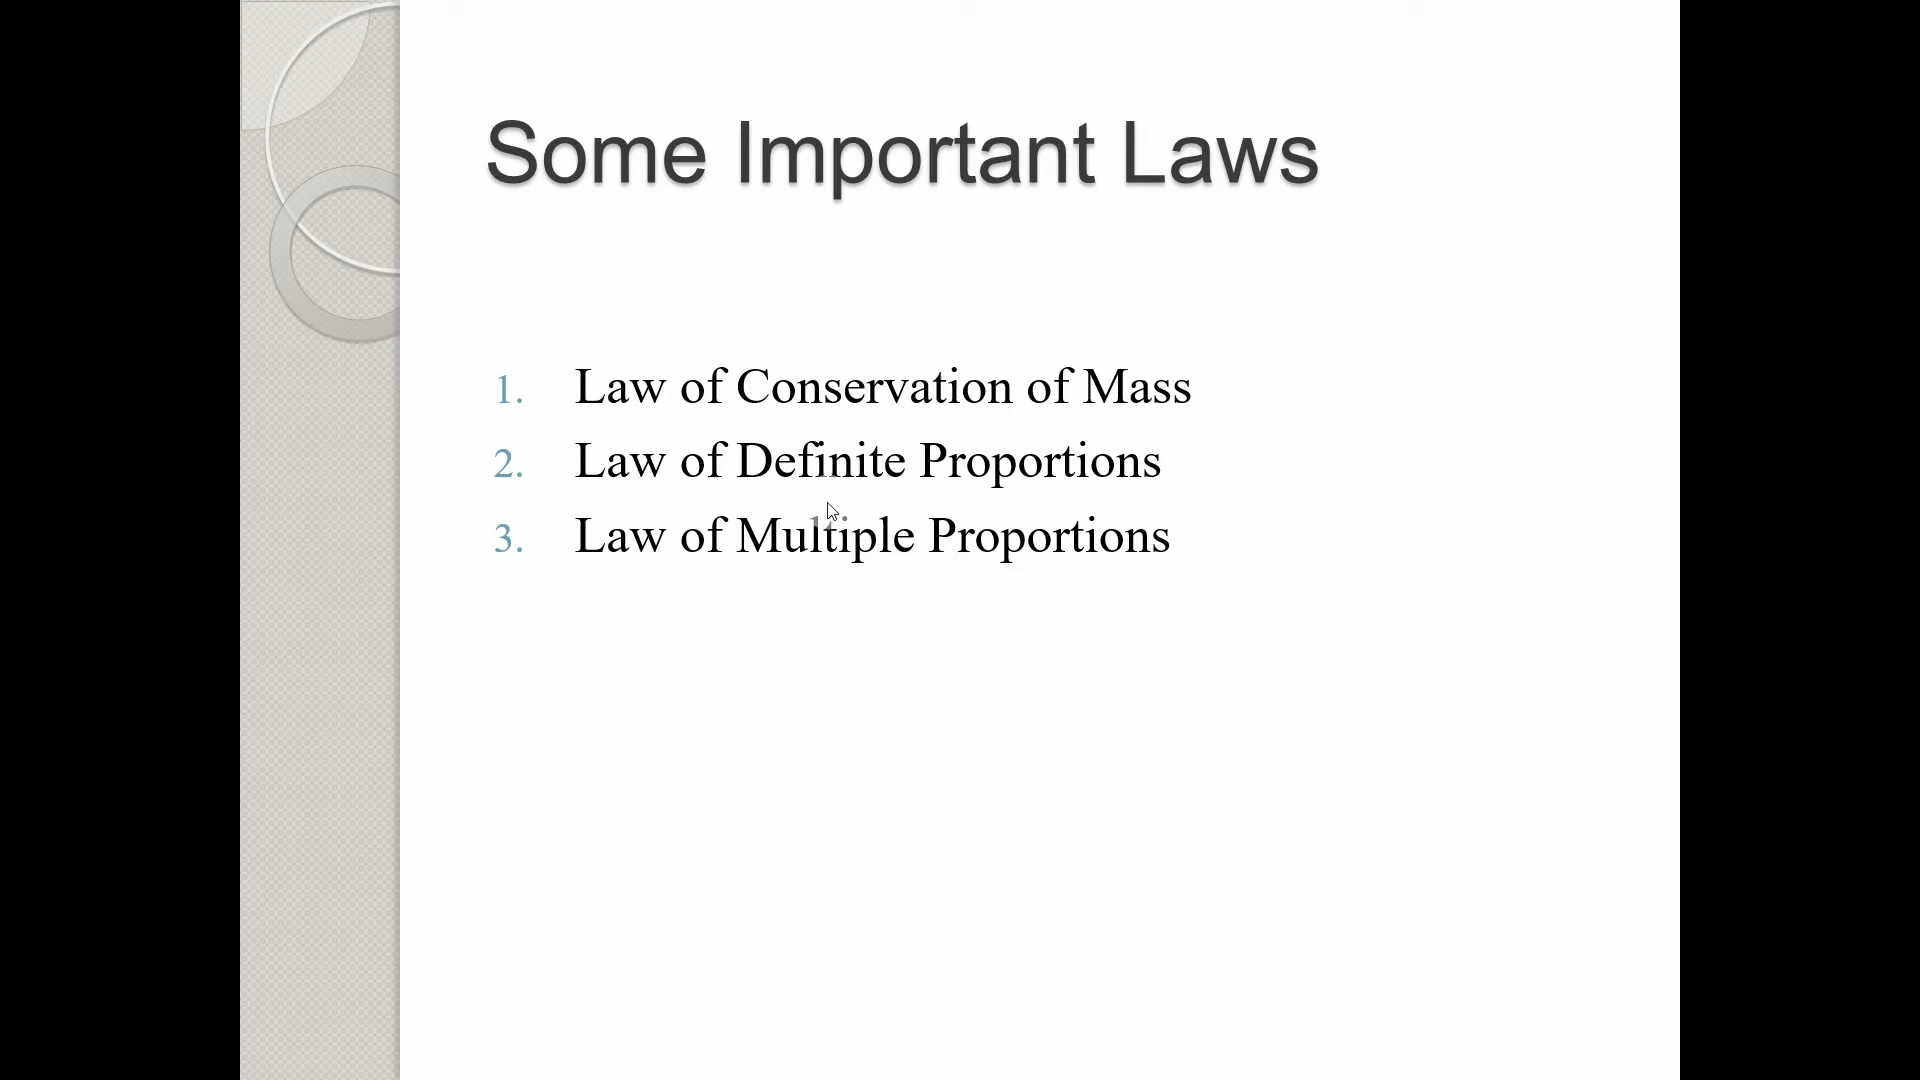 Some Important Laws
1. Law of Conservation of Mass
2. Law of Definite Proportions
3. Law of Multiple Proportions